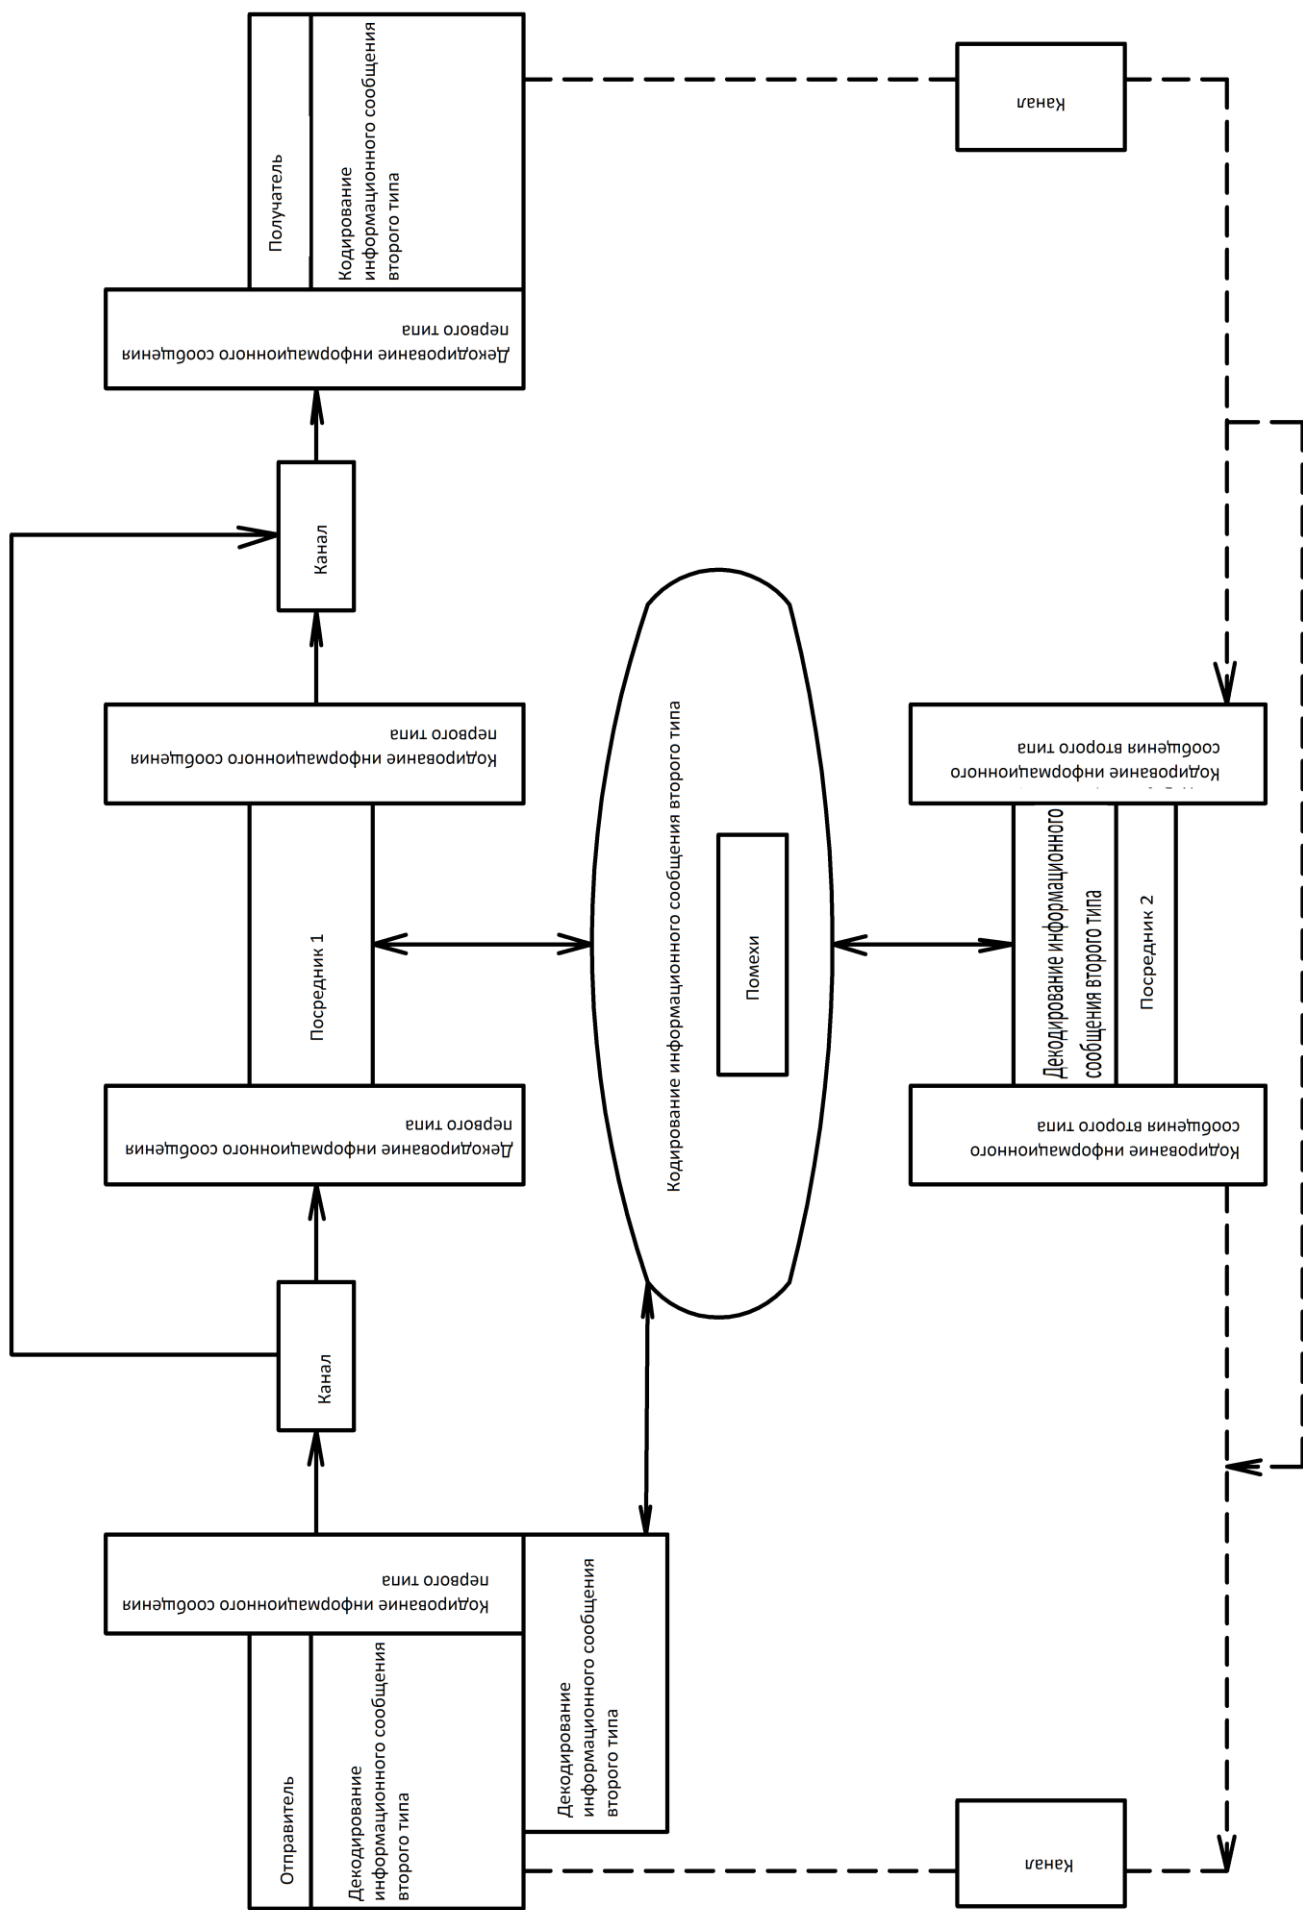 Отправитель
Декодирование
информационного сообщения
второго типа
Кодирование информационного сообщения
первого типа
Декодирование
информационного сообщения
второго типа
Канал
Декодирование информационного сообщения
первого типа
Посредник 1
Кодирование информационного сообщения
первого типа
Канал
Декодирование информационного сообщения
первого типа
Получатель
Кодирование
информационного сообщения
второго типа
Кодирование информационного сообщения второго типа
Помехи
Канал
Кодирование информационного
сообщения второго типа
Декодирование информационного
сообщения второго типа
Посредник 2
Кодирование информационного
сообщения второго типа
Канал